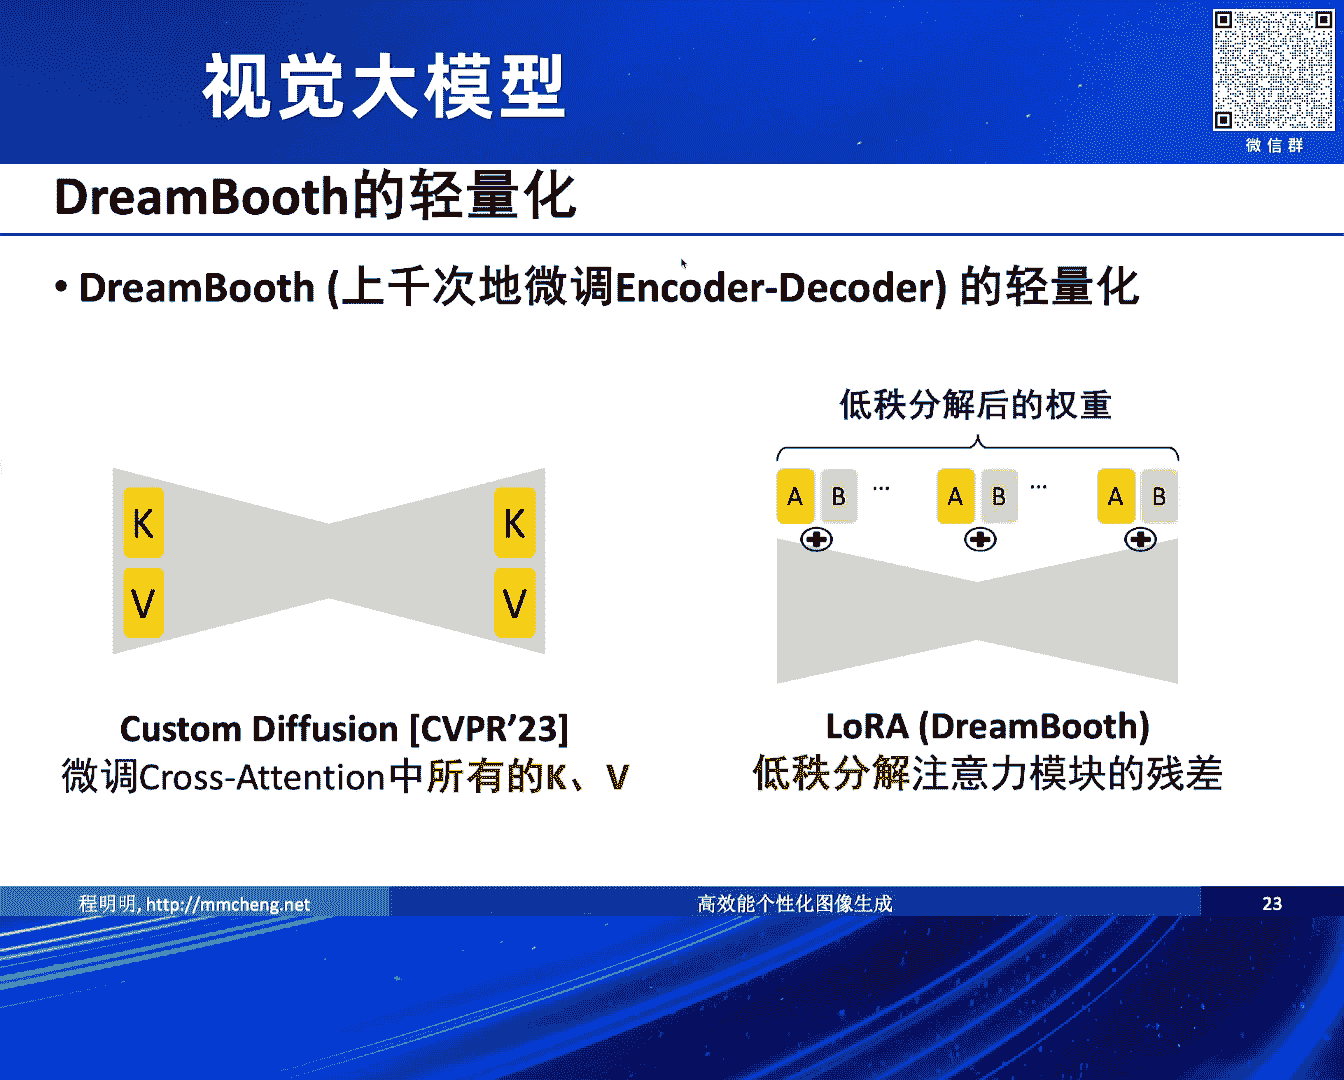 视觉大模型
微信群
DreamBooth的轻量化
• DreamBooth (上千次地微调Encoder-Decoder) 的轻量化
低秩分解后的权重
A B ... A B ... A B
K K
V V
Custom Diffusion [CVPR’23]
微调Cross-Attention中所有的K、V
LoRA (DreamBooth)
低秩分解注意力模块的残差
程明明, http://mmcheng.net
高效能个性化图像生成
23